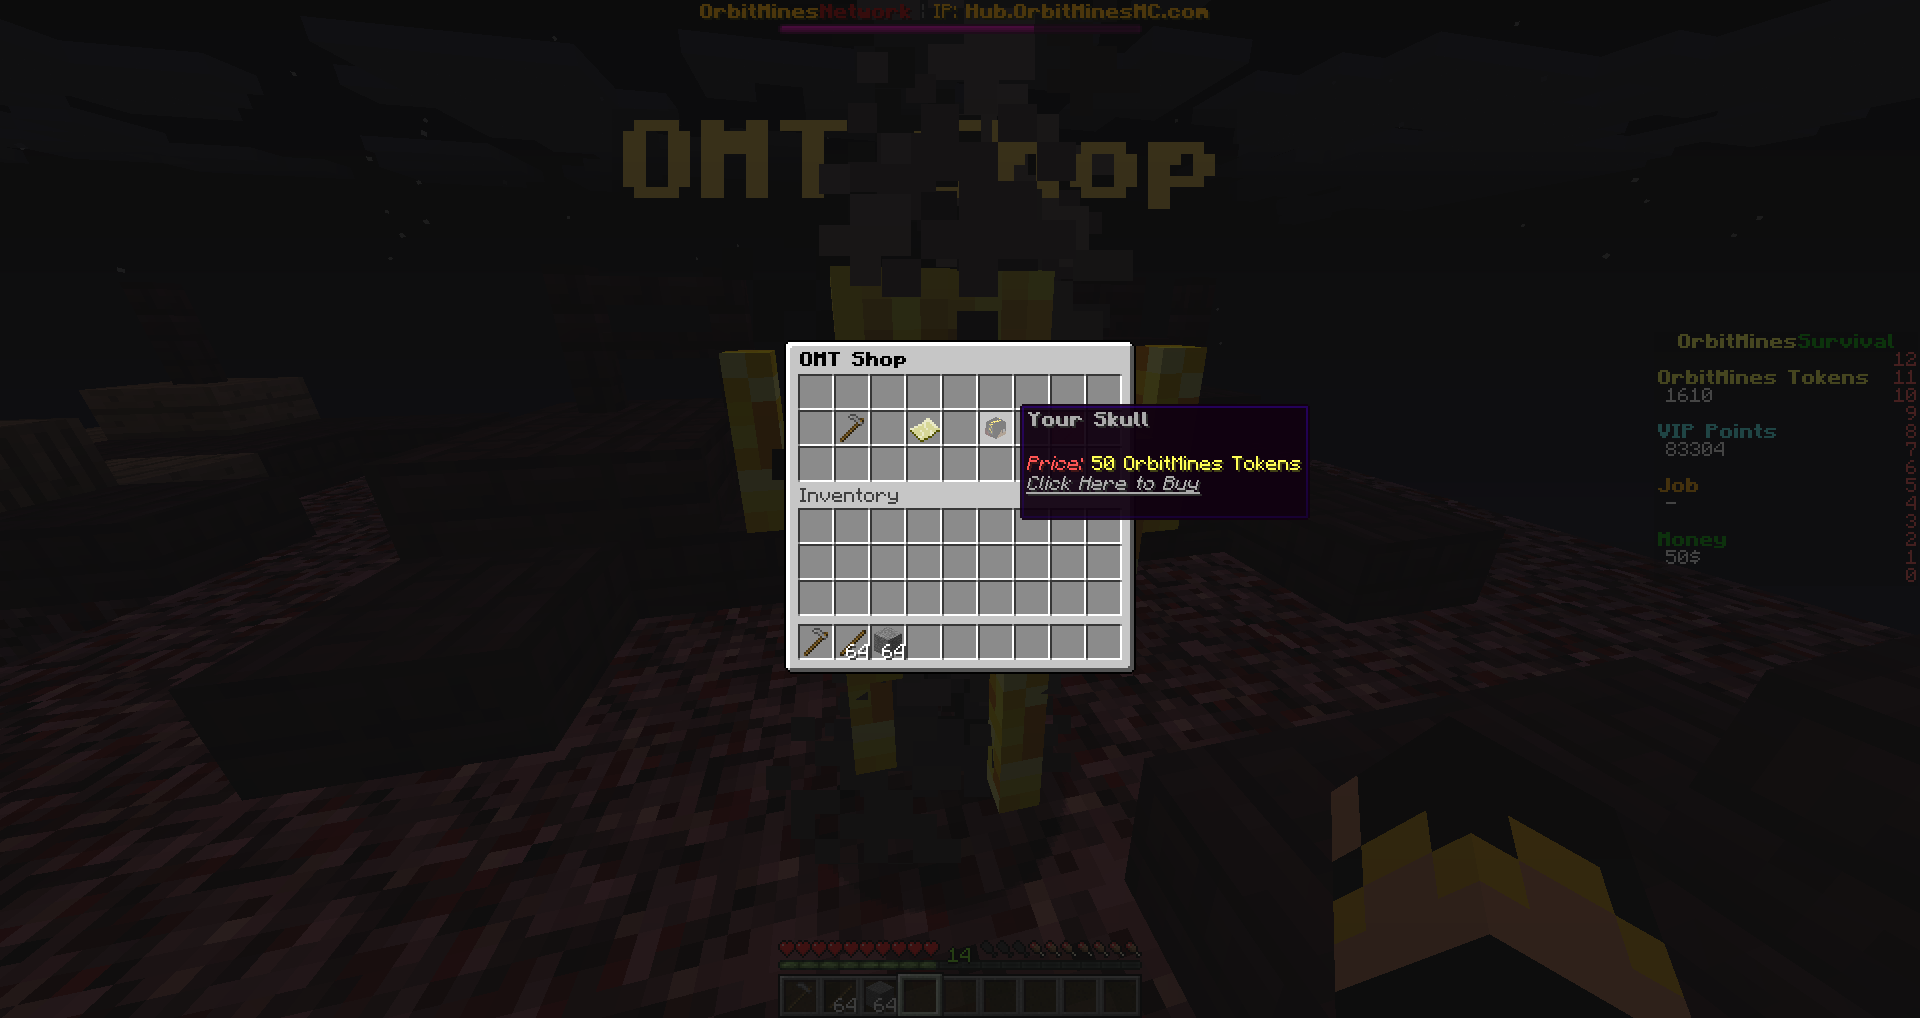 OrbitMinesNetwork | IP: Hub.OrbitMinesMC.com
OMT Shop
OMT Shop
Your Skull
Price: 50 OrbitMines Tokens
Click Here to Buy
Inventory
64
64
OrbitMinesSurvival
12
OrbitMines Tokens 11
1610 10
9
VIP Points 8
83304 7
6
Job 5
- 4
3
Money 2
50$ 1
0
14
64
64